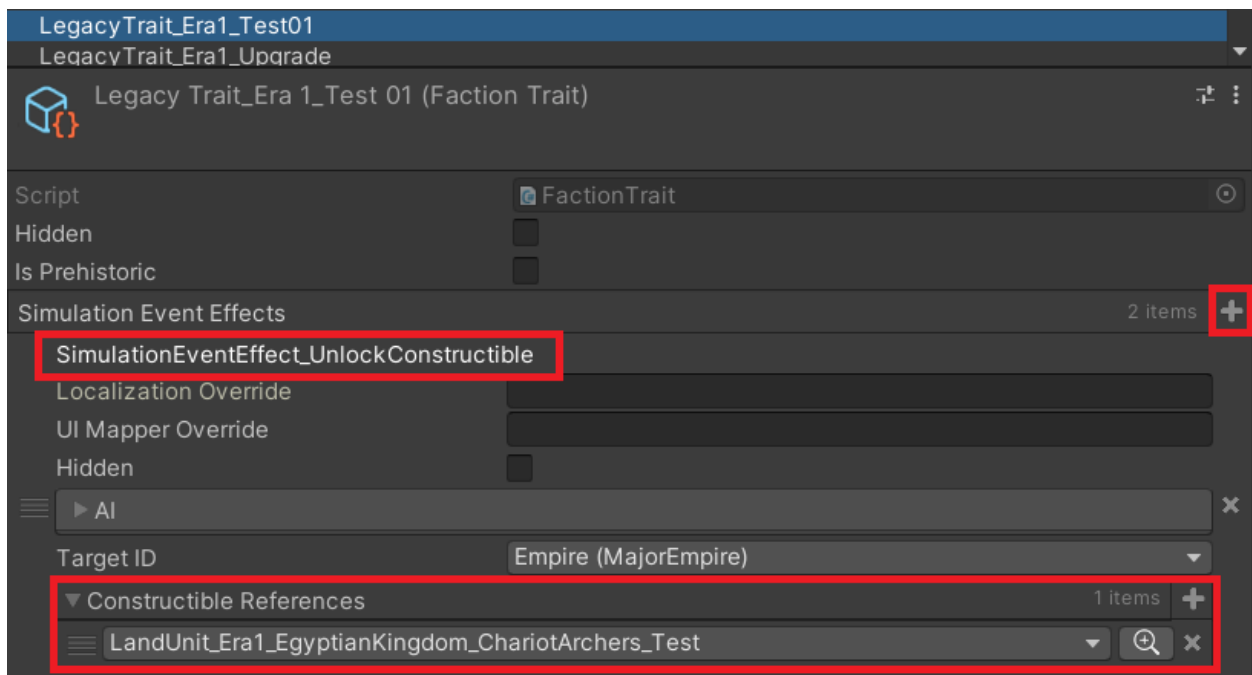 LegacyTrait_Era1_Test01
LegacyTrait_Era1_Upgrade
Legacy Trait_Era 1_Test 01 (Faction Trait)
Script FactionTrait
Hidden
Is Prehistoric
Simulation Event Effects 2 items
SimulationEventEffect_UnlockConstructible
Localization Override
UI Mapper Override
Hidden
AI
Target ID Empire (MajorEmpire)
Constructible References 1 items
LandUnit_Era1_EgyptianKingdom_ChariotArchers_Test